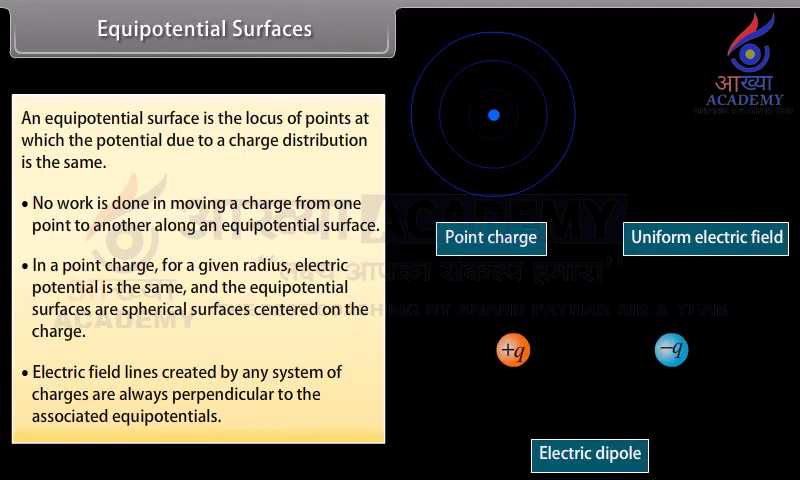 Equipotential Surfaces
आख्या
ACADEMY
An equipotential surface is the locus of points at
which the potential due to a charge distribution
is the same.
• No work is done in moving a charge from one
point to another along an equipotential surface.
• In a point charge, for a given radius, electric
potential is the same, and the equipotential
surfaces are spherical surfaces centered on the
charge.
• Electric field lines created by any system of
charges are always perpendicular to the
associated equipotentials.
आख्या ACADEMY
आख्या
ACADEMY
Point charge
Uniform electric field
+q
−q
Electric dipole